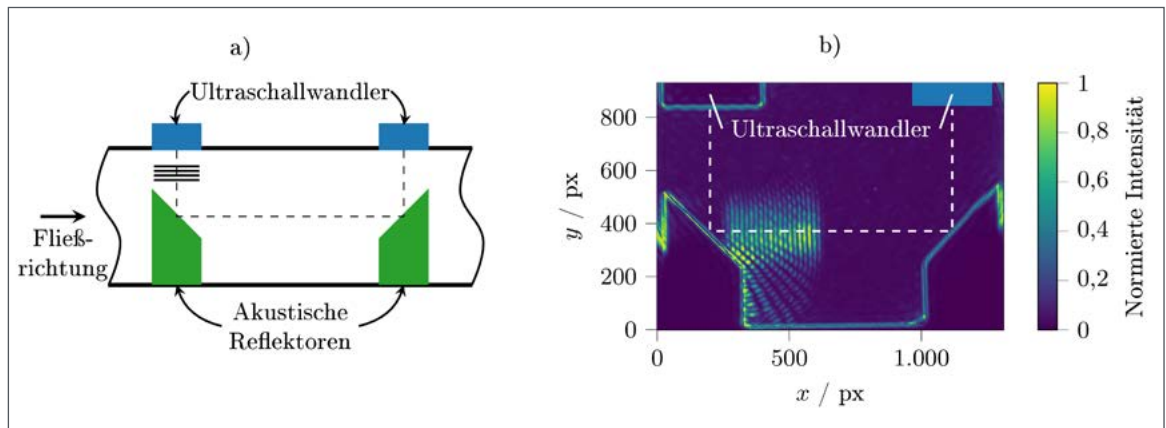 a)
Ultraschallwandler
Fließ-
richtung
Akustische
Reflektoren
b)
Ultraschallwandler
800
600
400
200
0
y / px
0
500
1.000
x / px
1
0,8
0,6
0,4
0,2
0
Normierte Intensität